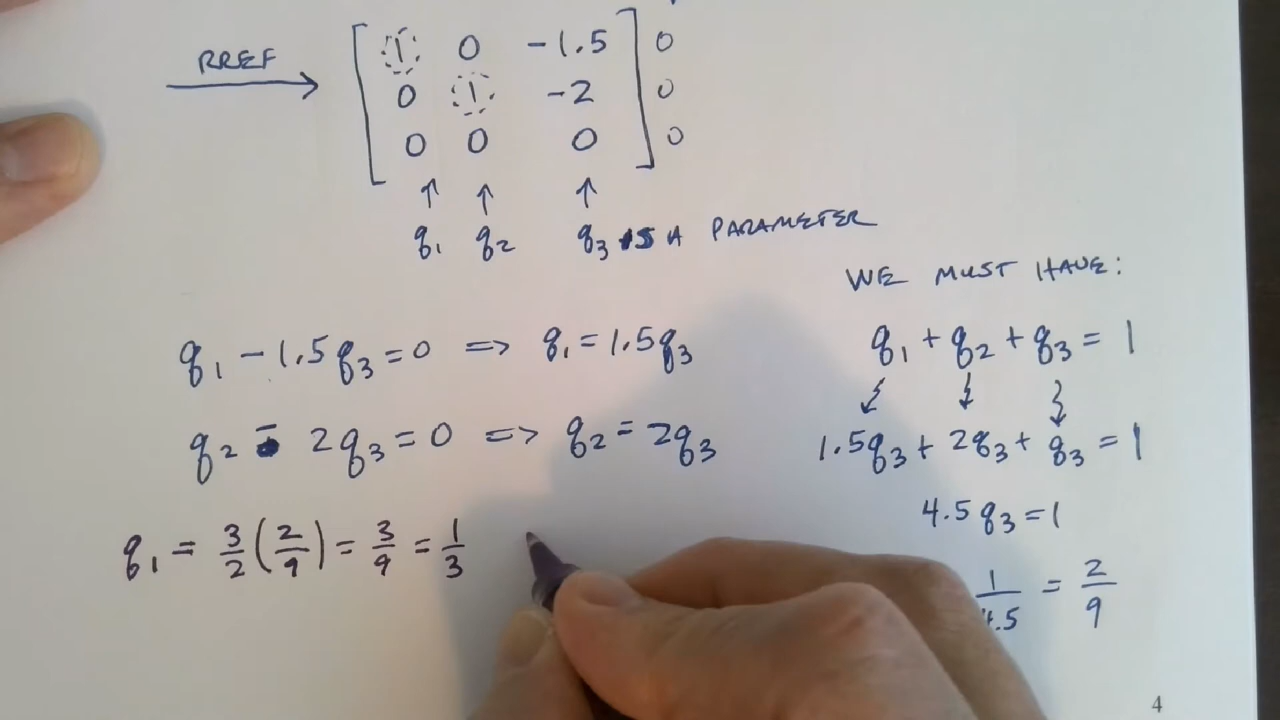 RREF
1 0 -1.5 0
0 1 -2 0
0 0 0 0
↑ ↑ ↑
q₁ q₂ q₃ IS A PARAMETER
WE MUST HAVE:
q₁ - 1.5q₃ = 0 => q₁ = 1.5q₃
q₂ - 2q₃ = 0 => q₂ = 2q₃
q₁ = 3/2 (2/9) = 3/9 = 1/3
q₁ + q₂ + q₃ = 1
1.5q₃ + 2q₃ + q₃ = 1
4.5q₃ = 1
1/4.5 = 2/9
4